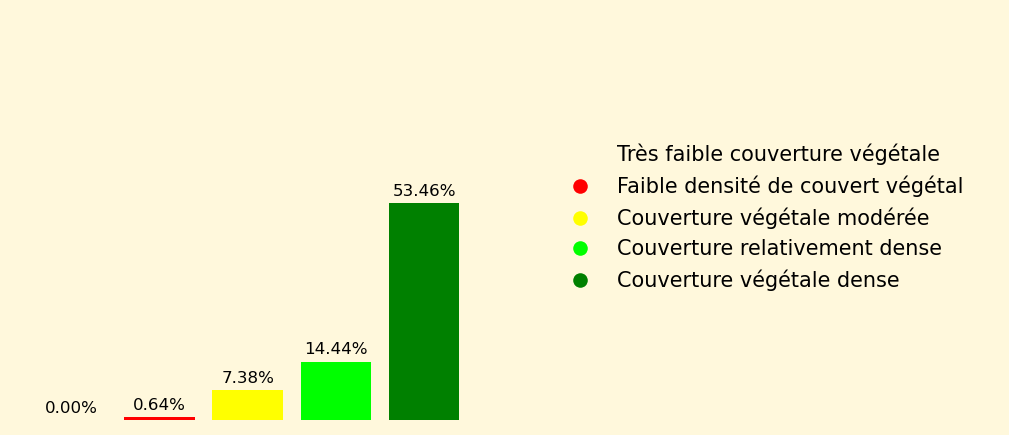 0.00%
0.64%
7.38%
14.44%
53.46%
Très faible couverture végétale
Faible densité de couvert végétal
Couverture végétale modérée
Couverture relativement dense
Couverture végétale dense